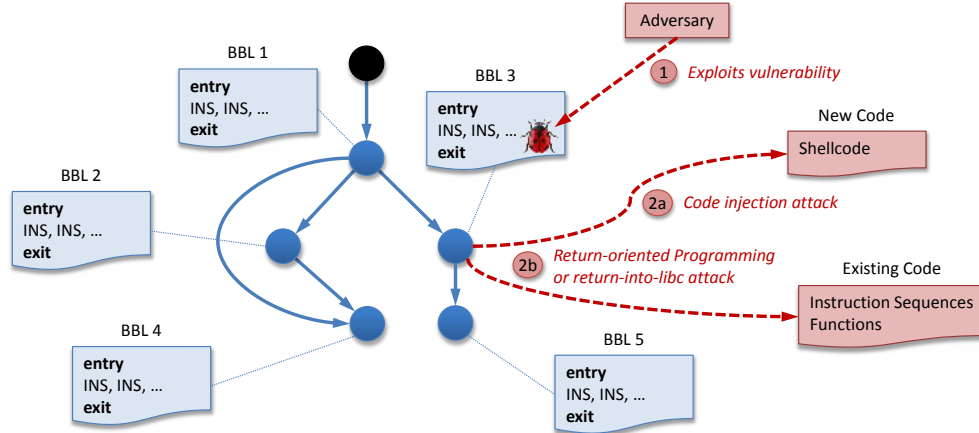 Adversary
BBL 1
BBL 3
1 Exploits vulnerability
entry
INS, INS, ...
exit
entry
INS, INS, ...
exit
New Code
Shellcode
BBL 2
entry
INS, INS, ...
exit
2a Code injection attack
2b Return-oriented Programming
or return-into-libc attack
Existing Code
Instruction Sequences
Functions
BBL 4
entry
INS, INS, ...
exit
BBL 5
entry
INS, INS, ...
exit